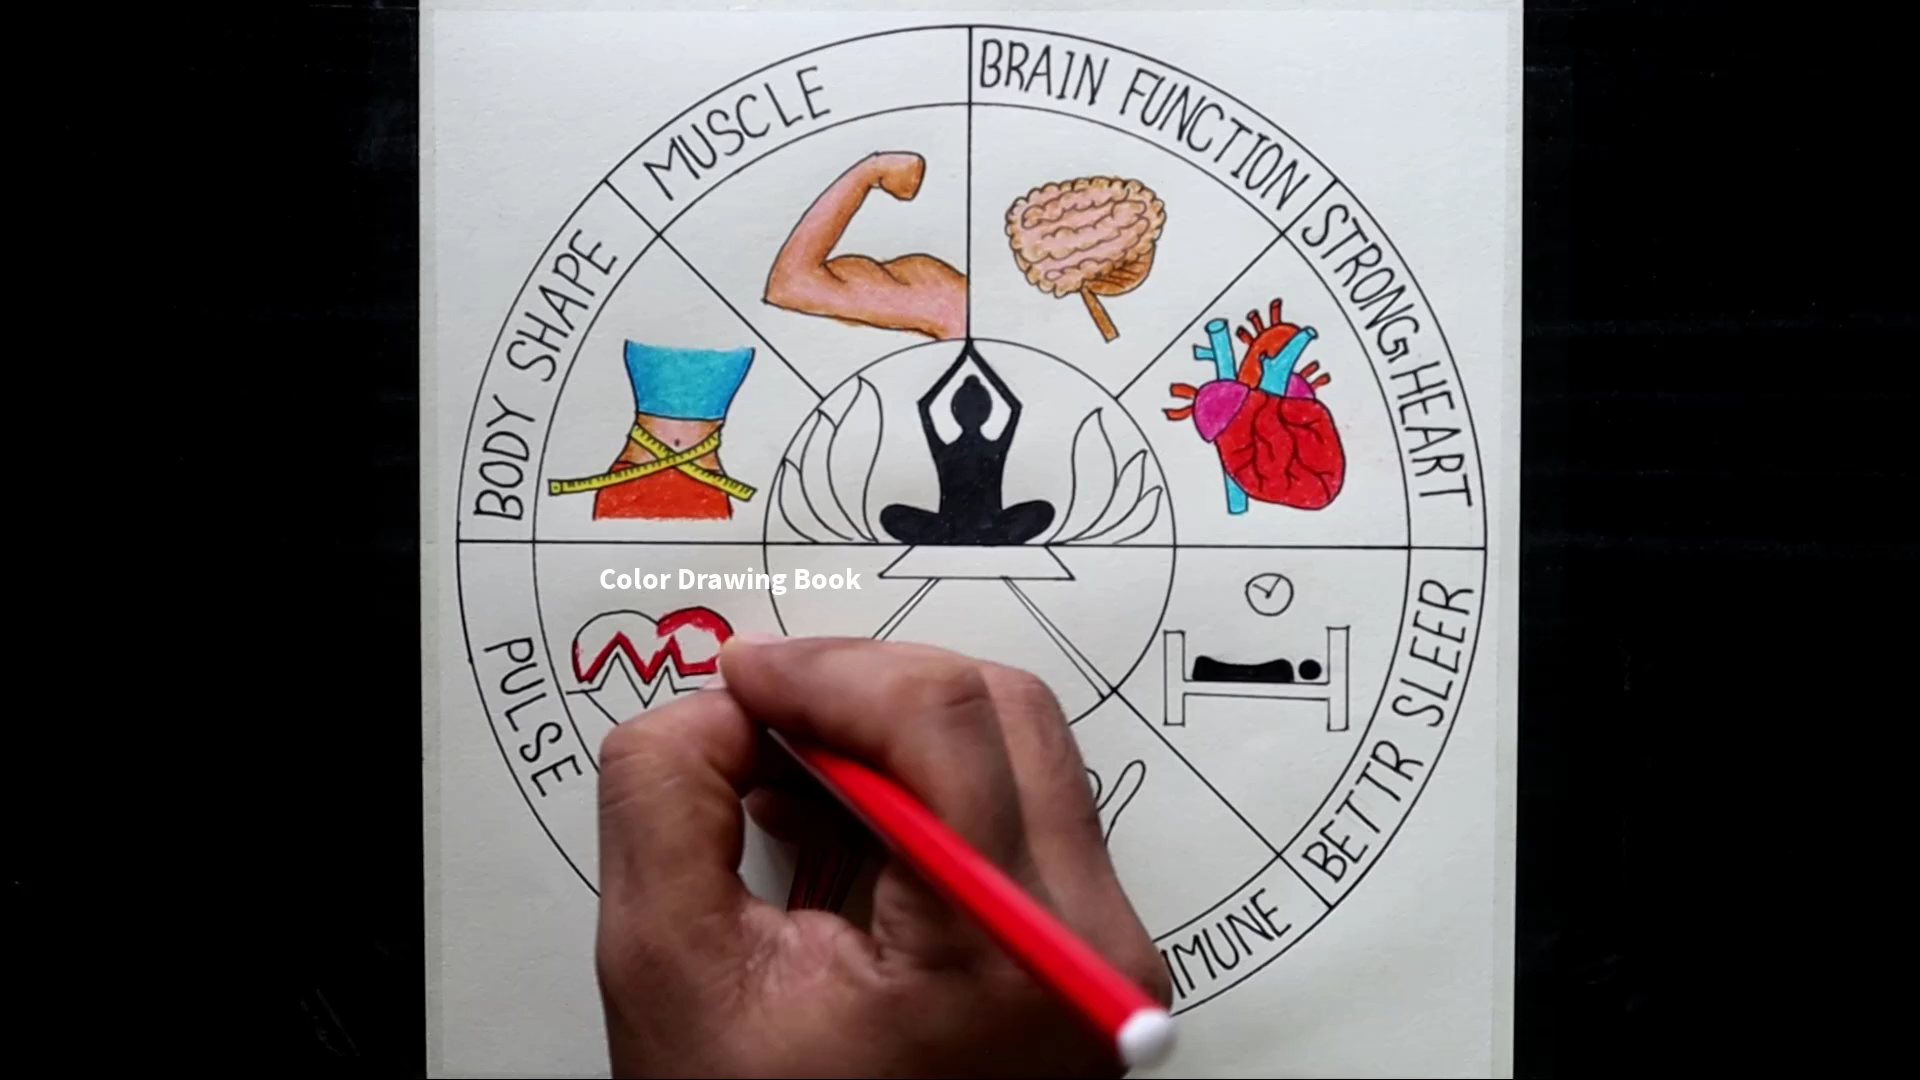 MUSCLE
BRAIN FUNCTION
STRONG HEART
BODY SHAPE
Color Drawing Book
PULSE
BETTR SLEER
IMUNE